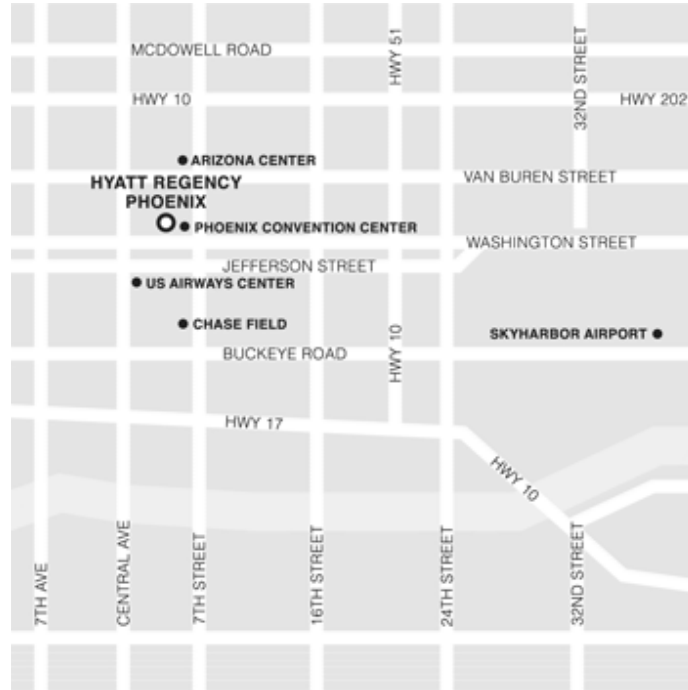 MCDOWELL ROAD
HWY 51
32ND STREET
HWY 10
HWY 202
ARIZONA CENTER
HYATT REGENCY
PHOENIX
VAN BUREN STREET
PHOENIX CONVENTION CENTER
WASHINGTON STREET
JEFFERSON STREET
US AIRWAYS CENTER
CHASE FIELD
SKYHARBOR AIRPORT
BUCKEYE ROAD
HWY 10
HWY 17
HWY 10
7TH AVE
CENTRAL AVE
7TH STREET
16TH STREET
24TH STREET
32ND STREET